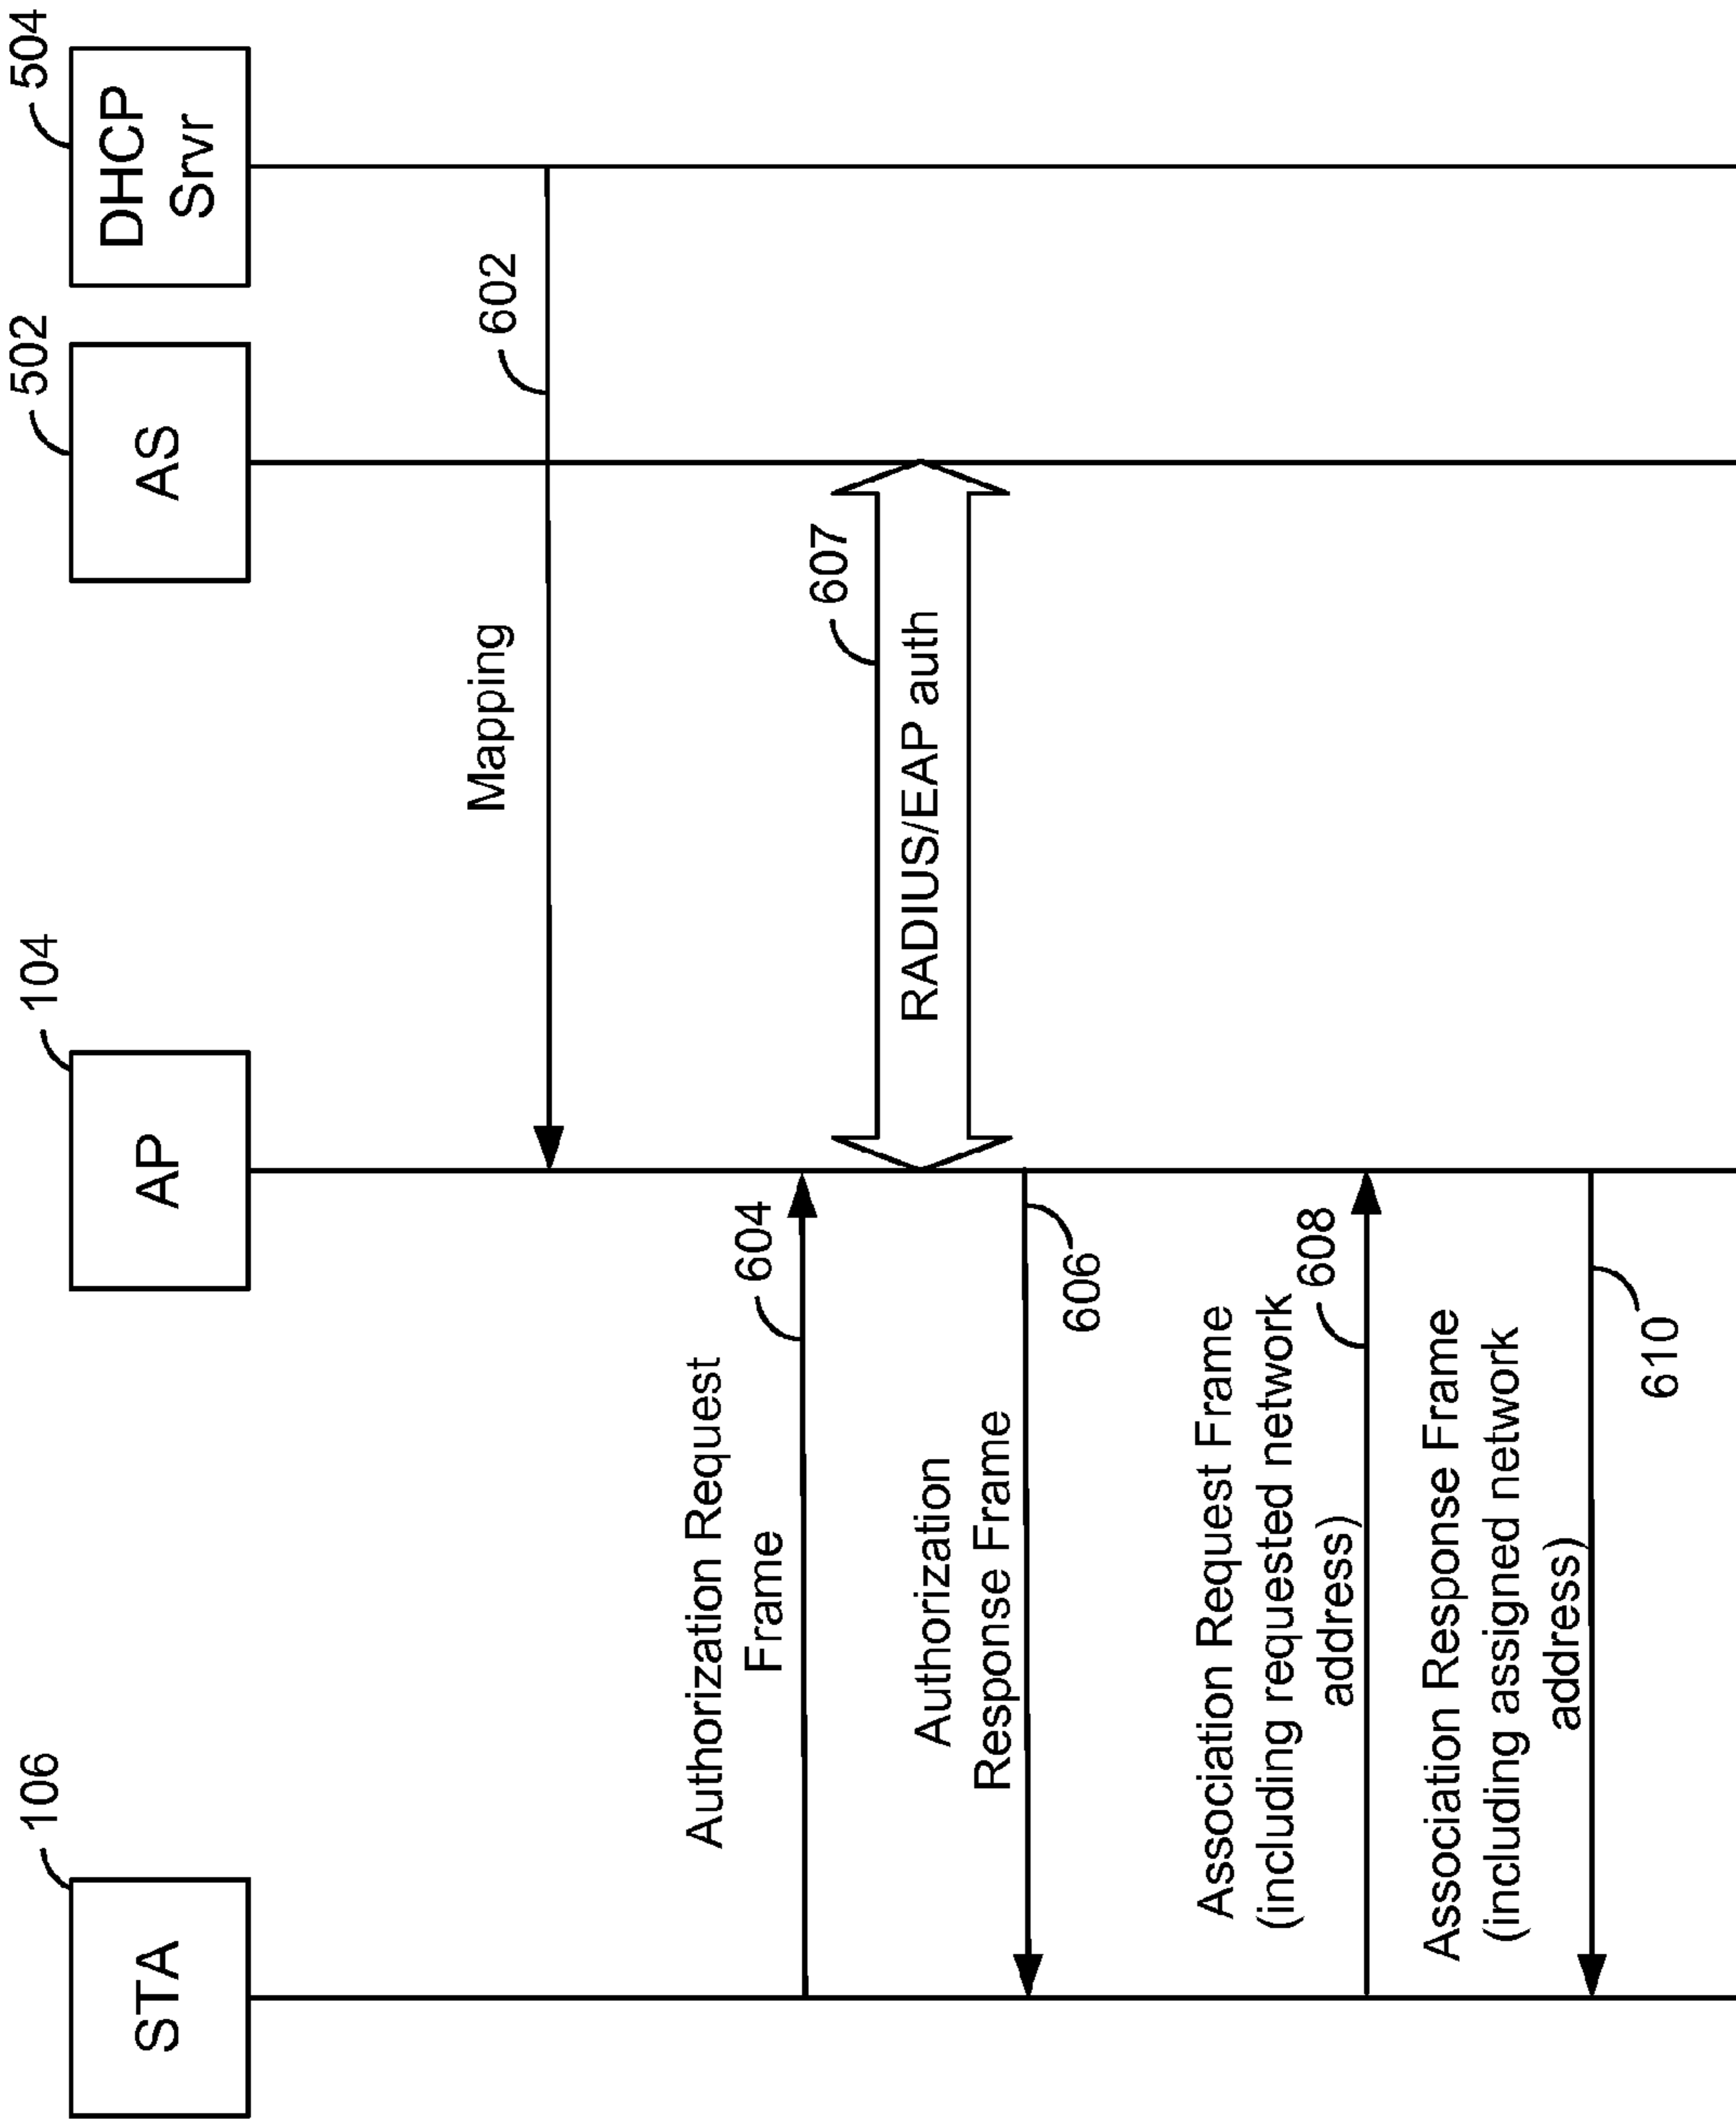 106
STA
104
AP
502
AS
504
DHCP
Srvr
Mapping
602
Authorization Request
Frame
604
607
RADIUS/EAP auth
Authorization
Response Frame
606
Association Request Frame
(including requested network
address)
608
Association Response Frame
(including assigned network
address)
610